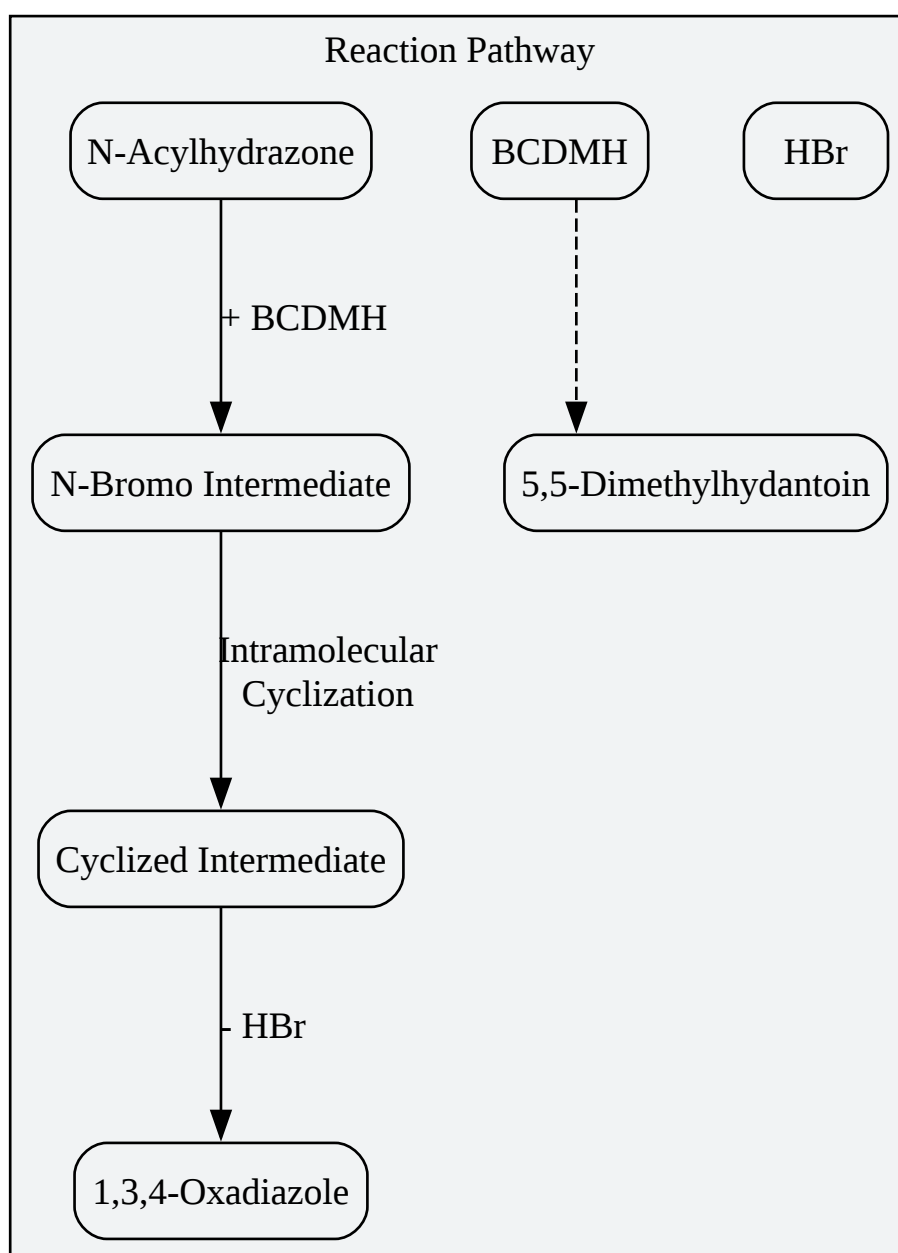 Reaction Pathway
N-Acylhydrazone
BCDMH
HBr
+ BCDMH
N-Bromo Intermediate
5,5-Dimethylhydantoin
Intramolecular
Cyclization
Cyclized Intermediate
- HBr
1,3,4-Oxadiazole